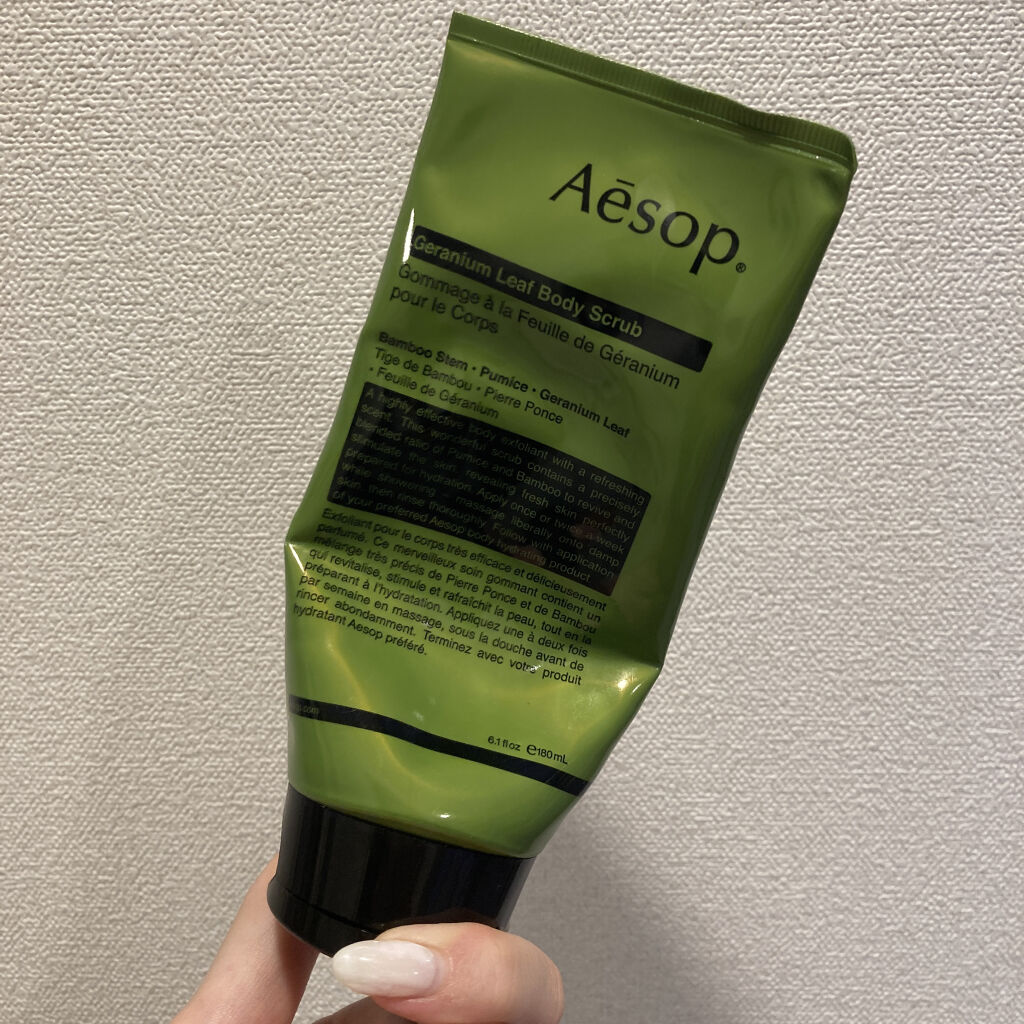 Aēsop®
Geranium Leaf Body Scrub
Gommage à la Feuille de Géranium
pour le Corps
Bamboo Stem • Pumice • Geranium Leaf
Tige de Bambou • Pierre Ponce
• Feuille de Géranium
A highly effective body exfoliant with a refreshing
scent. This wonderful scrub contains a precisely
blended ratio of Pumice and Bamboo to revive and
stimulate the skin, revealing fresh skin perfectly
prepared for hydration. Apply once or twice a week
while showering – massage liberally onto damp
skin, then rinse thoroughly. Follow with application
of your preferred Aesop body hydrating product.
Exfoliant pour le corps très efficace et délicieusement
parfumé. Ce merveilleux soin gommant contient un
mélange très précis de Pierre Ponce et de Bambou
qui revitalise, stimule et rafraîchit la peau, tout en la
préparant à l'hydratation. Appliquez une à deux fois
par semaine en massage, sous la douche avant de
rincer abondamment. Terminez avec votre produit
hydratant Aesop préféré.
6.1 fl oz ℮180 mL